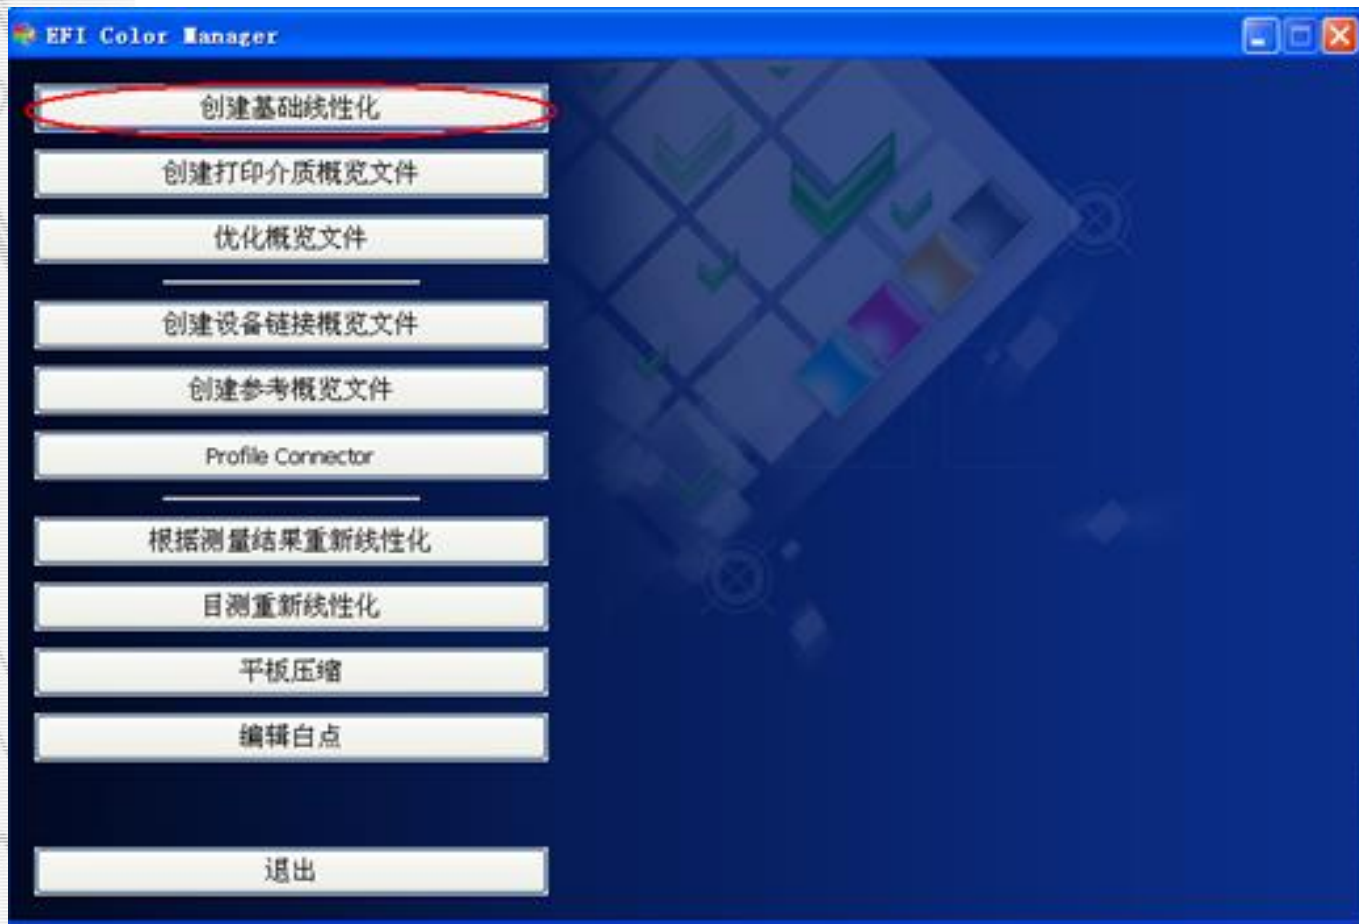 EFI Color Manager
创建基础线性化
创建打印介质概览文件
优化概览文件
创建设备链接概览文件
创建参考概览文件
Profile Connector
根据测量结果重新线性化
目测重新线性化
平板压缩
编辑白点
退出